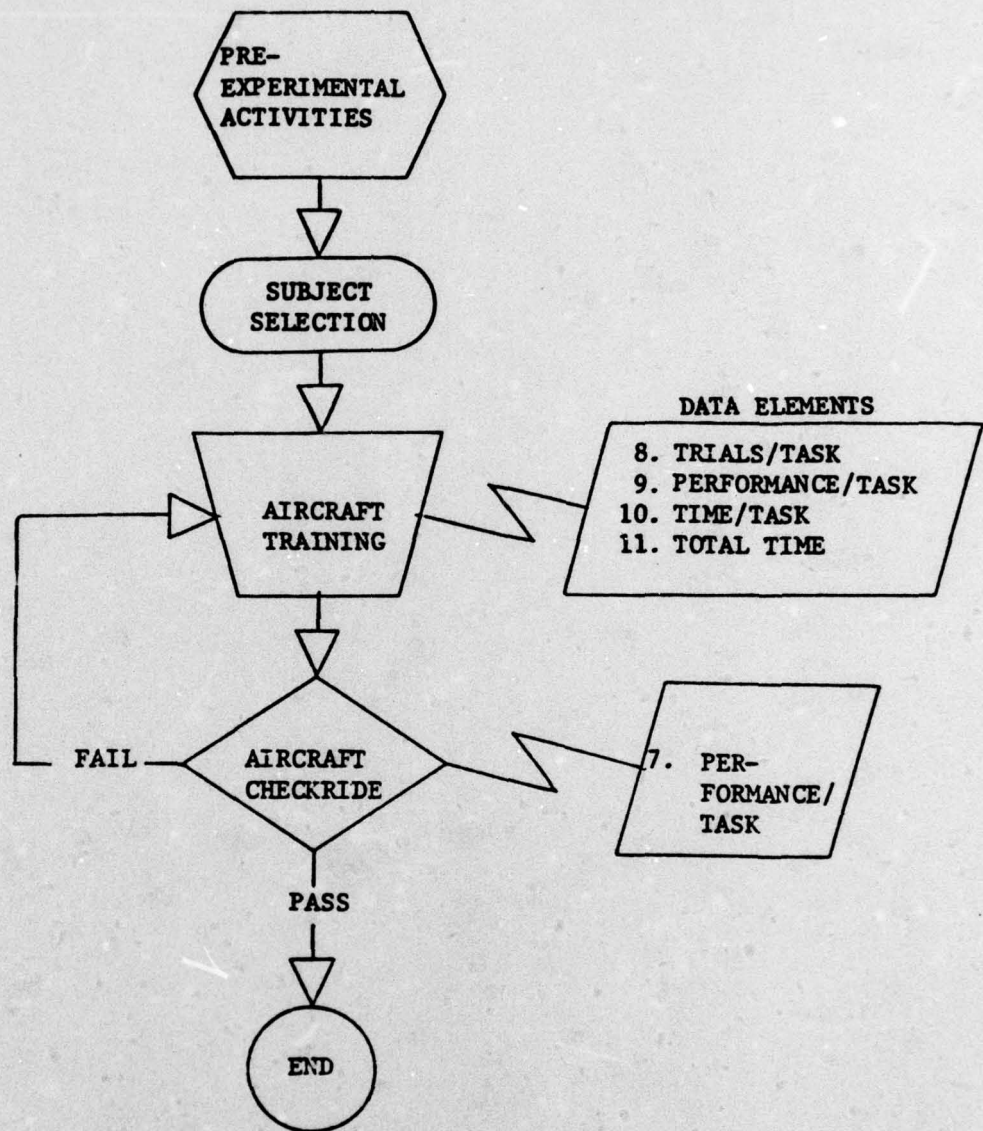 PRE-
EXPERIMENTAL
ACTIVITIES
SUBJECT
SELECTION
DATA ELEMENTS
8. TRIALS/TASK
9. PERFORMANCE/TASK
10. TIME/TASK
11. TOTAL TIME
AIRCRAFT
TRAINING
FAIL
AIRCRAFT
CHECKRIDE
7. PER-
FORMANCE/
TASK
PASS
END